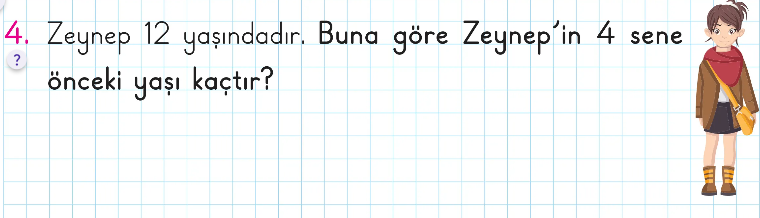 4. Zeynep 12 yaşındadır. Buna göre Zeynep'in 4 sene
?
önceki yaşı kaçtır?